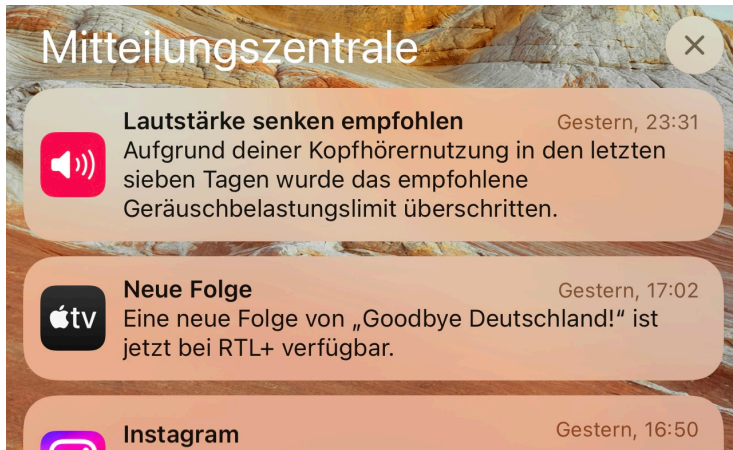 Mitteilungszentrale
Lautstärke senken empfohlen
Gestern, 23:31
Aufgrund deiner Kopfhörernutzung in den letzten
sieben Tagen wurde das empfohlene
Geräuschbelastungslimit überschritten.
tv
Neue Folge
Gestern, 17:02
Eine neue Folge von „Goodbye Deutschland!“ ist
jetzt bei RTL+ verfügbar.
Instagram
Gestern, 16:50